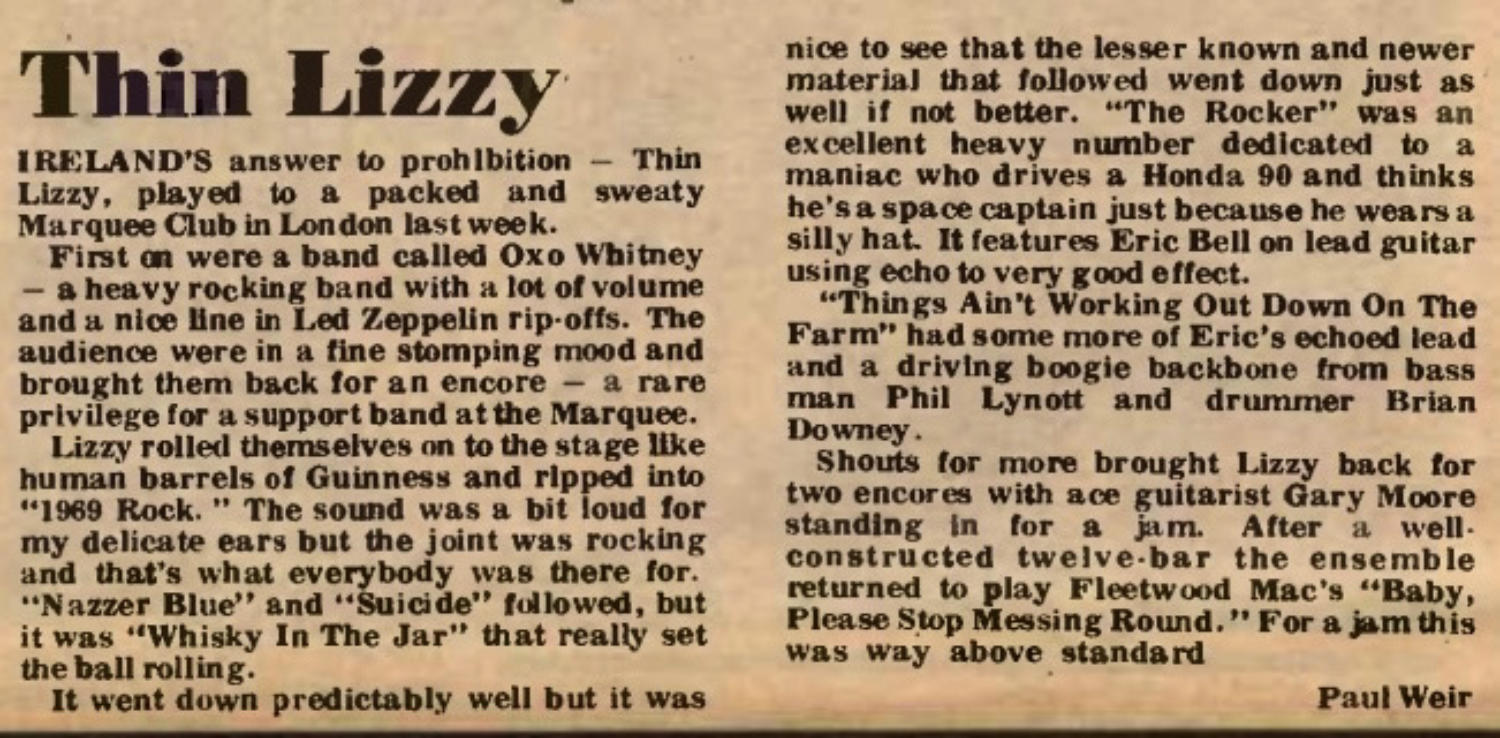 Thin Lizzy
IRELAND'S answer to prohibition — Thin
Lizzy, played to a packed and sweaty
Marquee Club in London last week.
First on were a band called Oxo Whitney
— a heavy rocking band with a lot of volume
and a nice line in Led Zeppelin rip-offs. The
audience were in a fine stomping mood and
brought them back for an encore — a rare
privilege for a support band at the Marquee.
Lizzy rolled themselves on to the stage like
human barrels of Guinness and ripped into
"1969 Rock." The sound was a bit loud for
my delicate ears but the joint was rocking
and that's what everybody was there for.
"Nazzer Blue" and "Suicide" followed, but
it was "Whisky In The Jar" that really set
the ball rolling.
It went down predictably well but it was
nice to see that the lesser known and newer
material that followed went down just as
well if not better. "The Rocker" was an
excellent heavy number dedicated to a
maniac who drives a Honda 90 and thinks
he's a space captain just because he wears a
silly hat. It features Eric Bell on lead guitar
using echo to very good effect.
"Things Ain't Working Out Down On The
Farm" had some more of Eric's echoed lead
and a driving boogie backbone from bass
man Phil Lynott and drummer Brian
Downey.
Shouts for more brought Lizzy back for
two encores with ace guitarist Gary Moore
standing in for a jam. After a well-
constructed twelve-bar the ensemble
returned to play Fleetwood Mac's "Baby,
Please Stop Messing Round." For a jam this
was way above standard
Paul Weir